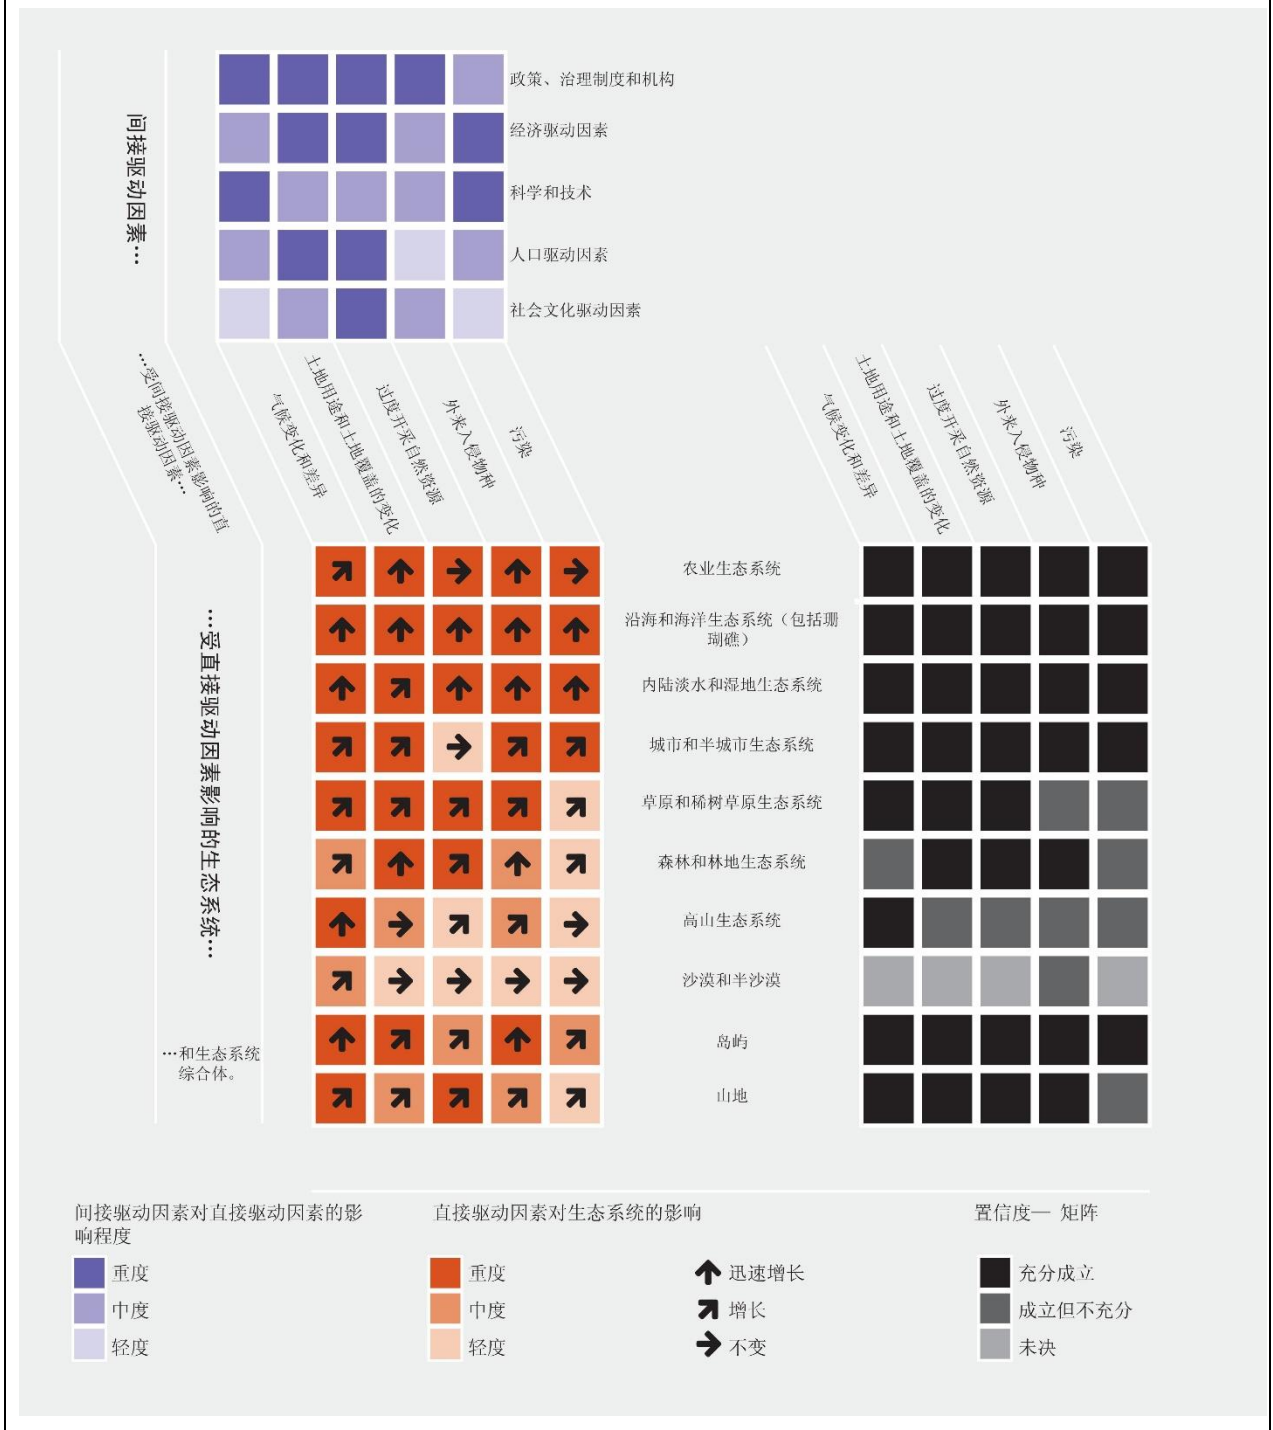 间接驱动因素…
政策、治理制度和机构
经济驱动因素
科学和技术
人口驱动因素
社会文化驱动因素
…受间接驱动因素影响的直
接驱动因素…
气候变化和差异
土地用途和土地覆盖的变化
过度开采自然资源
外来入侵物种
污染
气候变化和差异
土地用途和土地覆盖的变化
过度开采自然资源
外来入侵物种
污染
…受直接驱动因素影响的生态系统…
农业生态系统
沿海和海洋生态系统（包括珊
瑚礁）
内陆淡水和湿地生态系统
城市和半城市生态系统
草原和稀树草原生态系统
森林和林地生态系统
高山生态系统
沙漠和半沙漠
…和生态系统
综合体。
岛屿
山地
间接驱动因素对直接驱动因素的影
响程度
重度
中度
轻度
直接驱动因素对生态系统的影响
重度
中度
轻度
迅速增长
增长
不变
置信度— 矩阵
充分成立
成立但不充分
未决